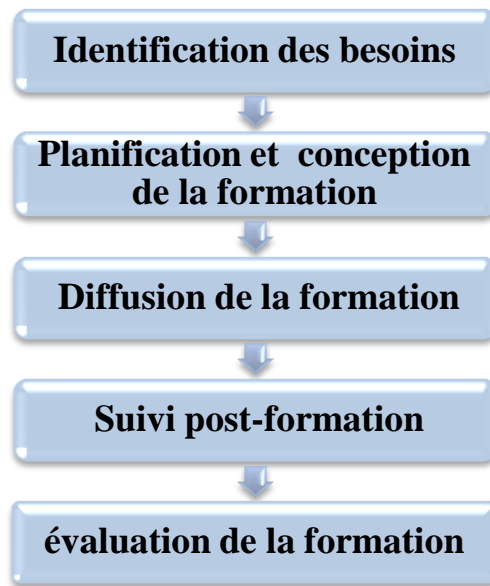 Identification des besoins
Planification et conception
de la formation
Diffusion de la formation
Suivi post-formation
évaluation de la formation